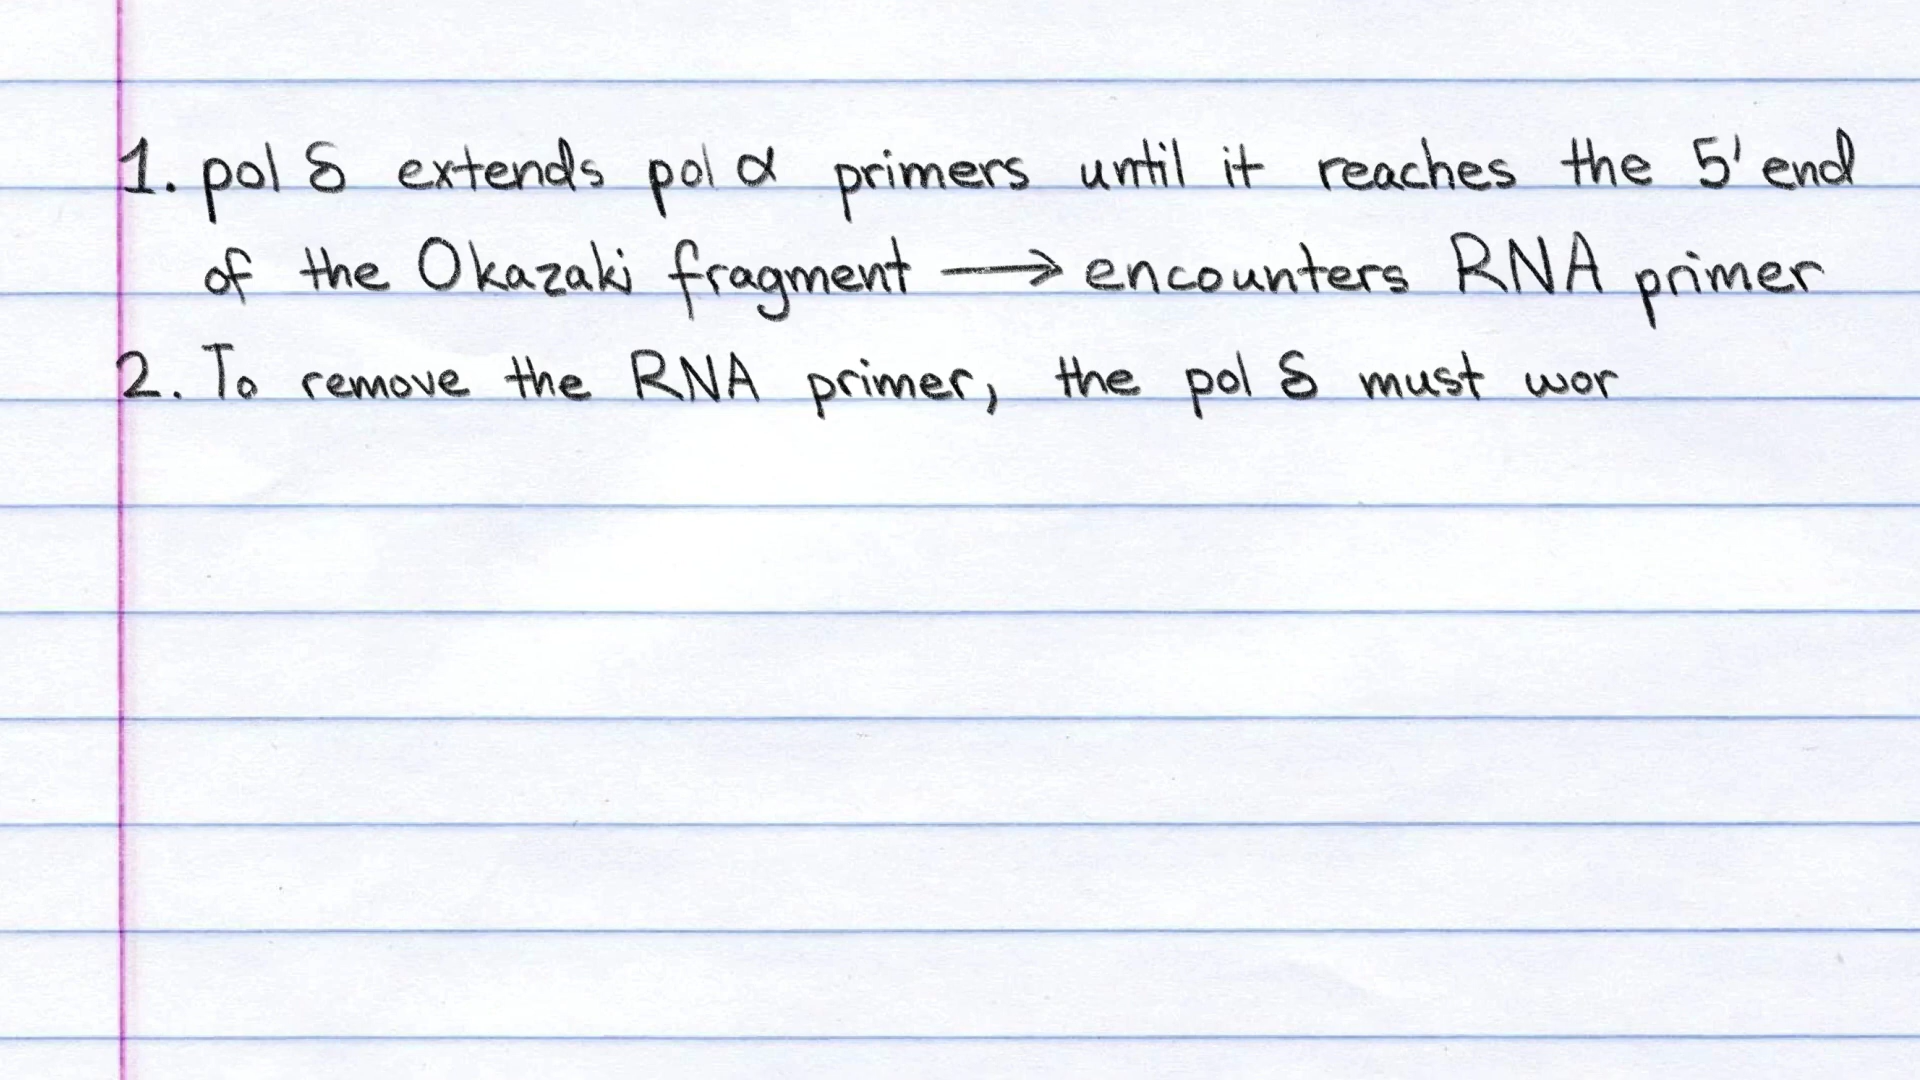 1. pol δ extends pol α primers until it reaches the 5' end
of the Okazaki fragment → encounters RNA primer
2. To remove the RNA primer, the pol δ must wor